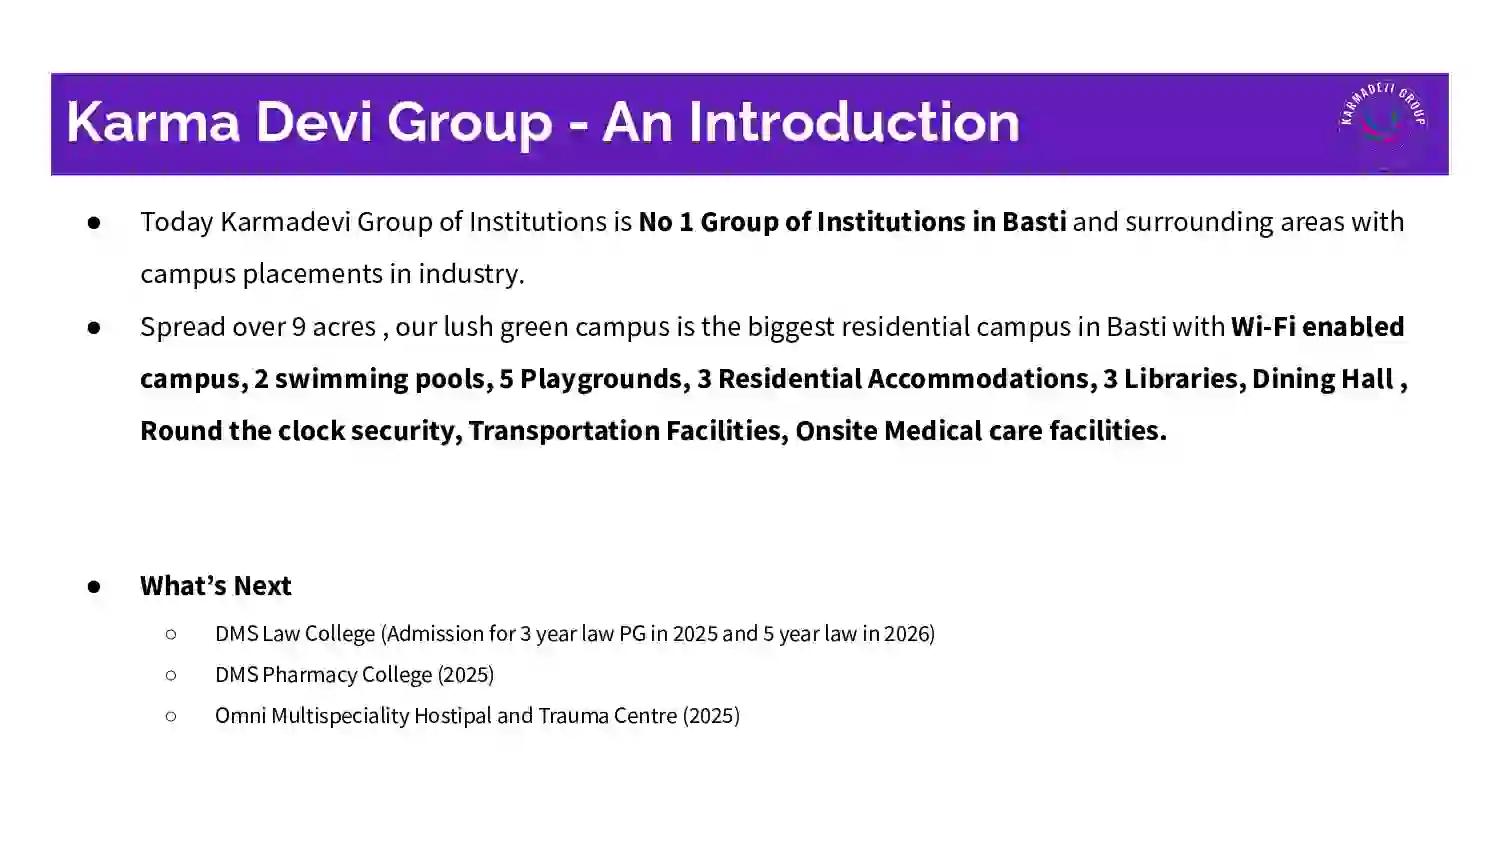 Karma Devi Group - An Introduction
KARMADEVI GROUP
● Today Karmadevi Group of Institutions is No 1 Group of Institutions in Basti and surrounding areas with
campus placements in industry.
● Spread over 9 acres , our lush green campus is the biggest residential campus in Basti with Wi-Fi enabled
campus, 2 swimming pools, 5 Playgrounds, 3 Residential Accommodations, 3 Libraries, Dining Hall ,
Round the clock security, Transportation Facilities, Onsite Medical care facilities.
● What’s Next
○ DMS Law College (Admission for 3 year law PG in 2025 and 5 year law in 2026)
○ DMS Pharmacy College (2025)
○ Omni Multispeciality Hostipal and Trauma Centre (2025)